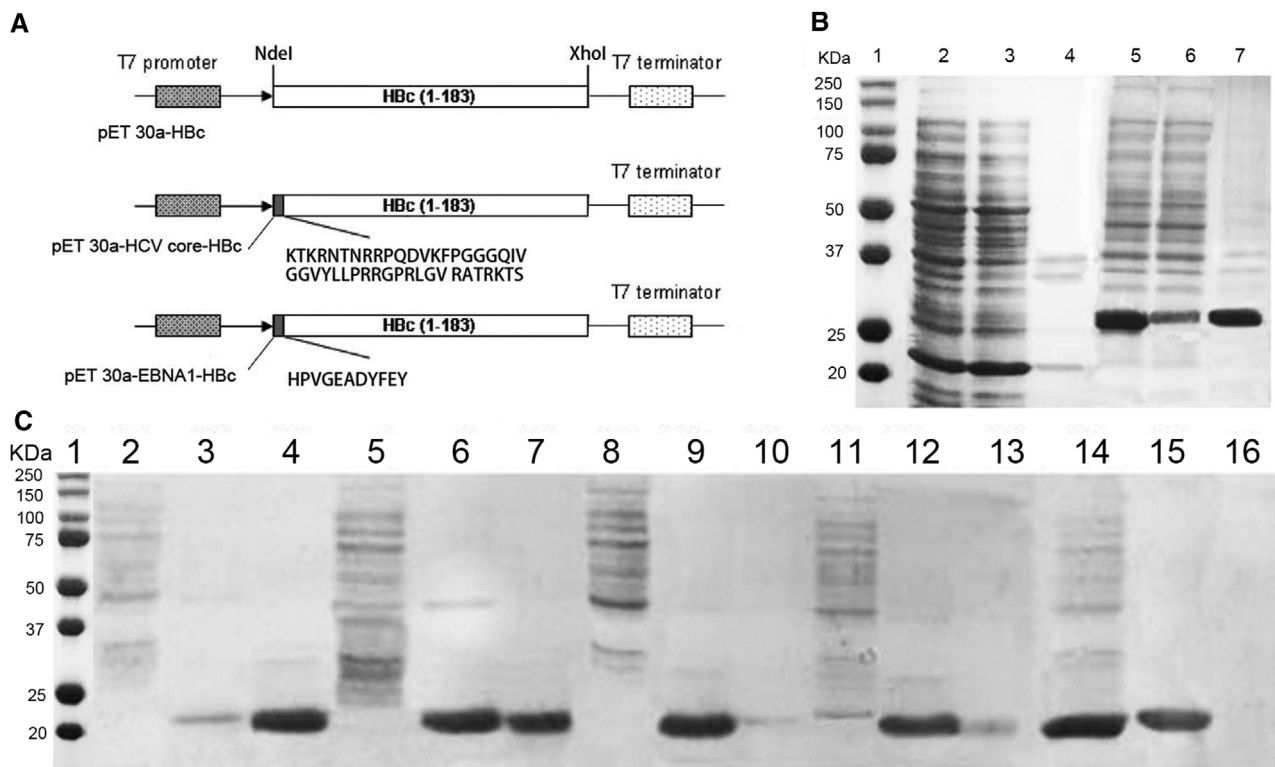 A
NdeI
XhoI
T7 promoter
T7 terminator
HBc (1-183)
pET 30a-HBc
T7 terminator
HBc (1-183)
pET 30a-HCV core-HBc
KTKRNTNRRPQDVKFPGGGQIV
GGVYLLPRRGPRLGV RATRKTS
T7 terminator
HBc (1-183)
pET 30a-EBNA1-HBc
HPVGEADYFEY
B
KDa 1 2 3 4 5 6 7
250
150
100
75
50
37
25
20
C
1 2 3 4 5 6 7 8 9 10 11 12 13 14 15 16
KDa
250
150
100
75
50
37
25
20